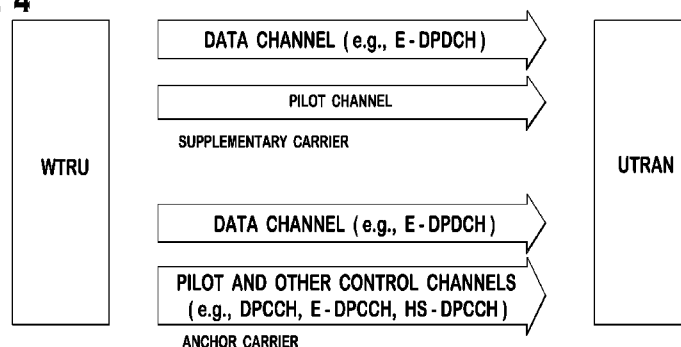 4
DATA CHANNEL (e.g., E-DPDCH)
PILOT CHANNEL
SUPPLEMENTARY CARRIER
WTRU
UTRAN
DATA CHANNEL (e.g., E-DPDCH)
PILOT AND OTHER CONTROL CHANNELS
(e.g., DPCCH, E-DPCCH, HS-DPCCH)
ANCHOR CARRIER